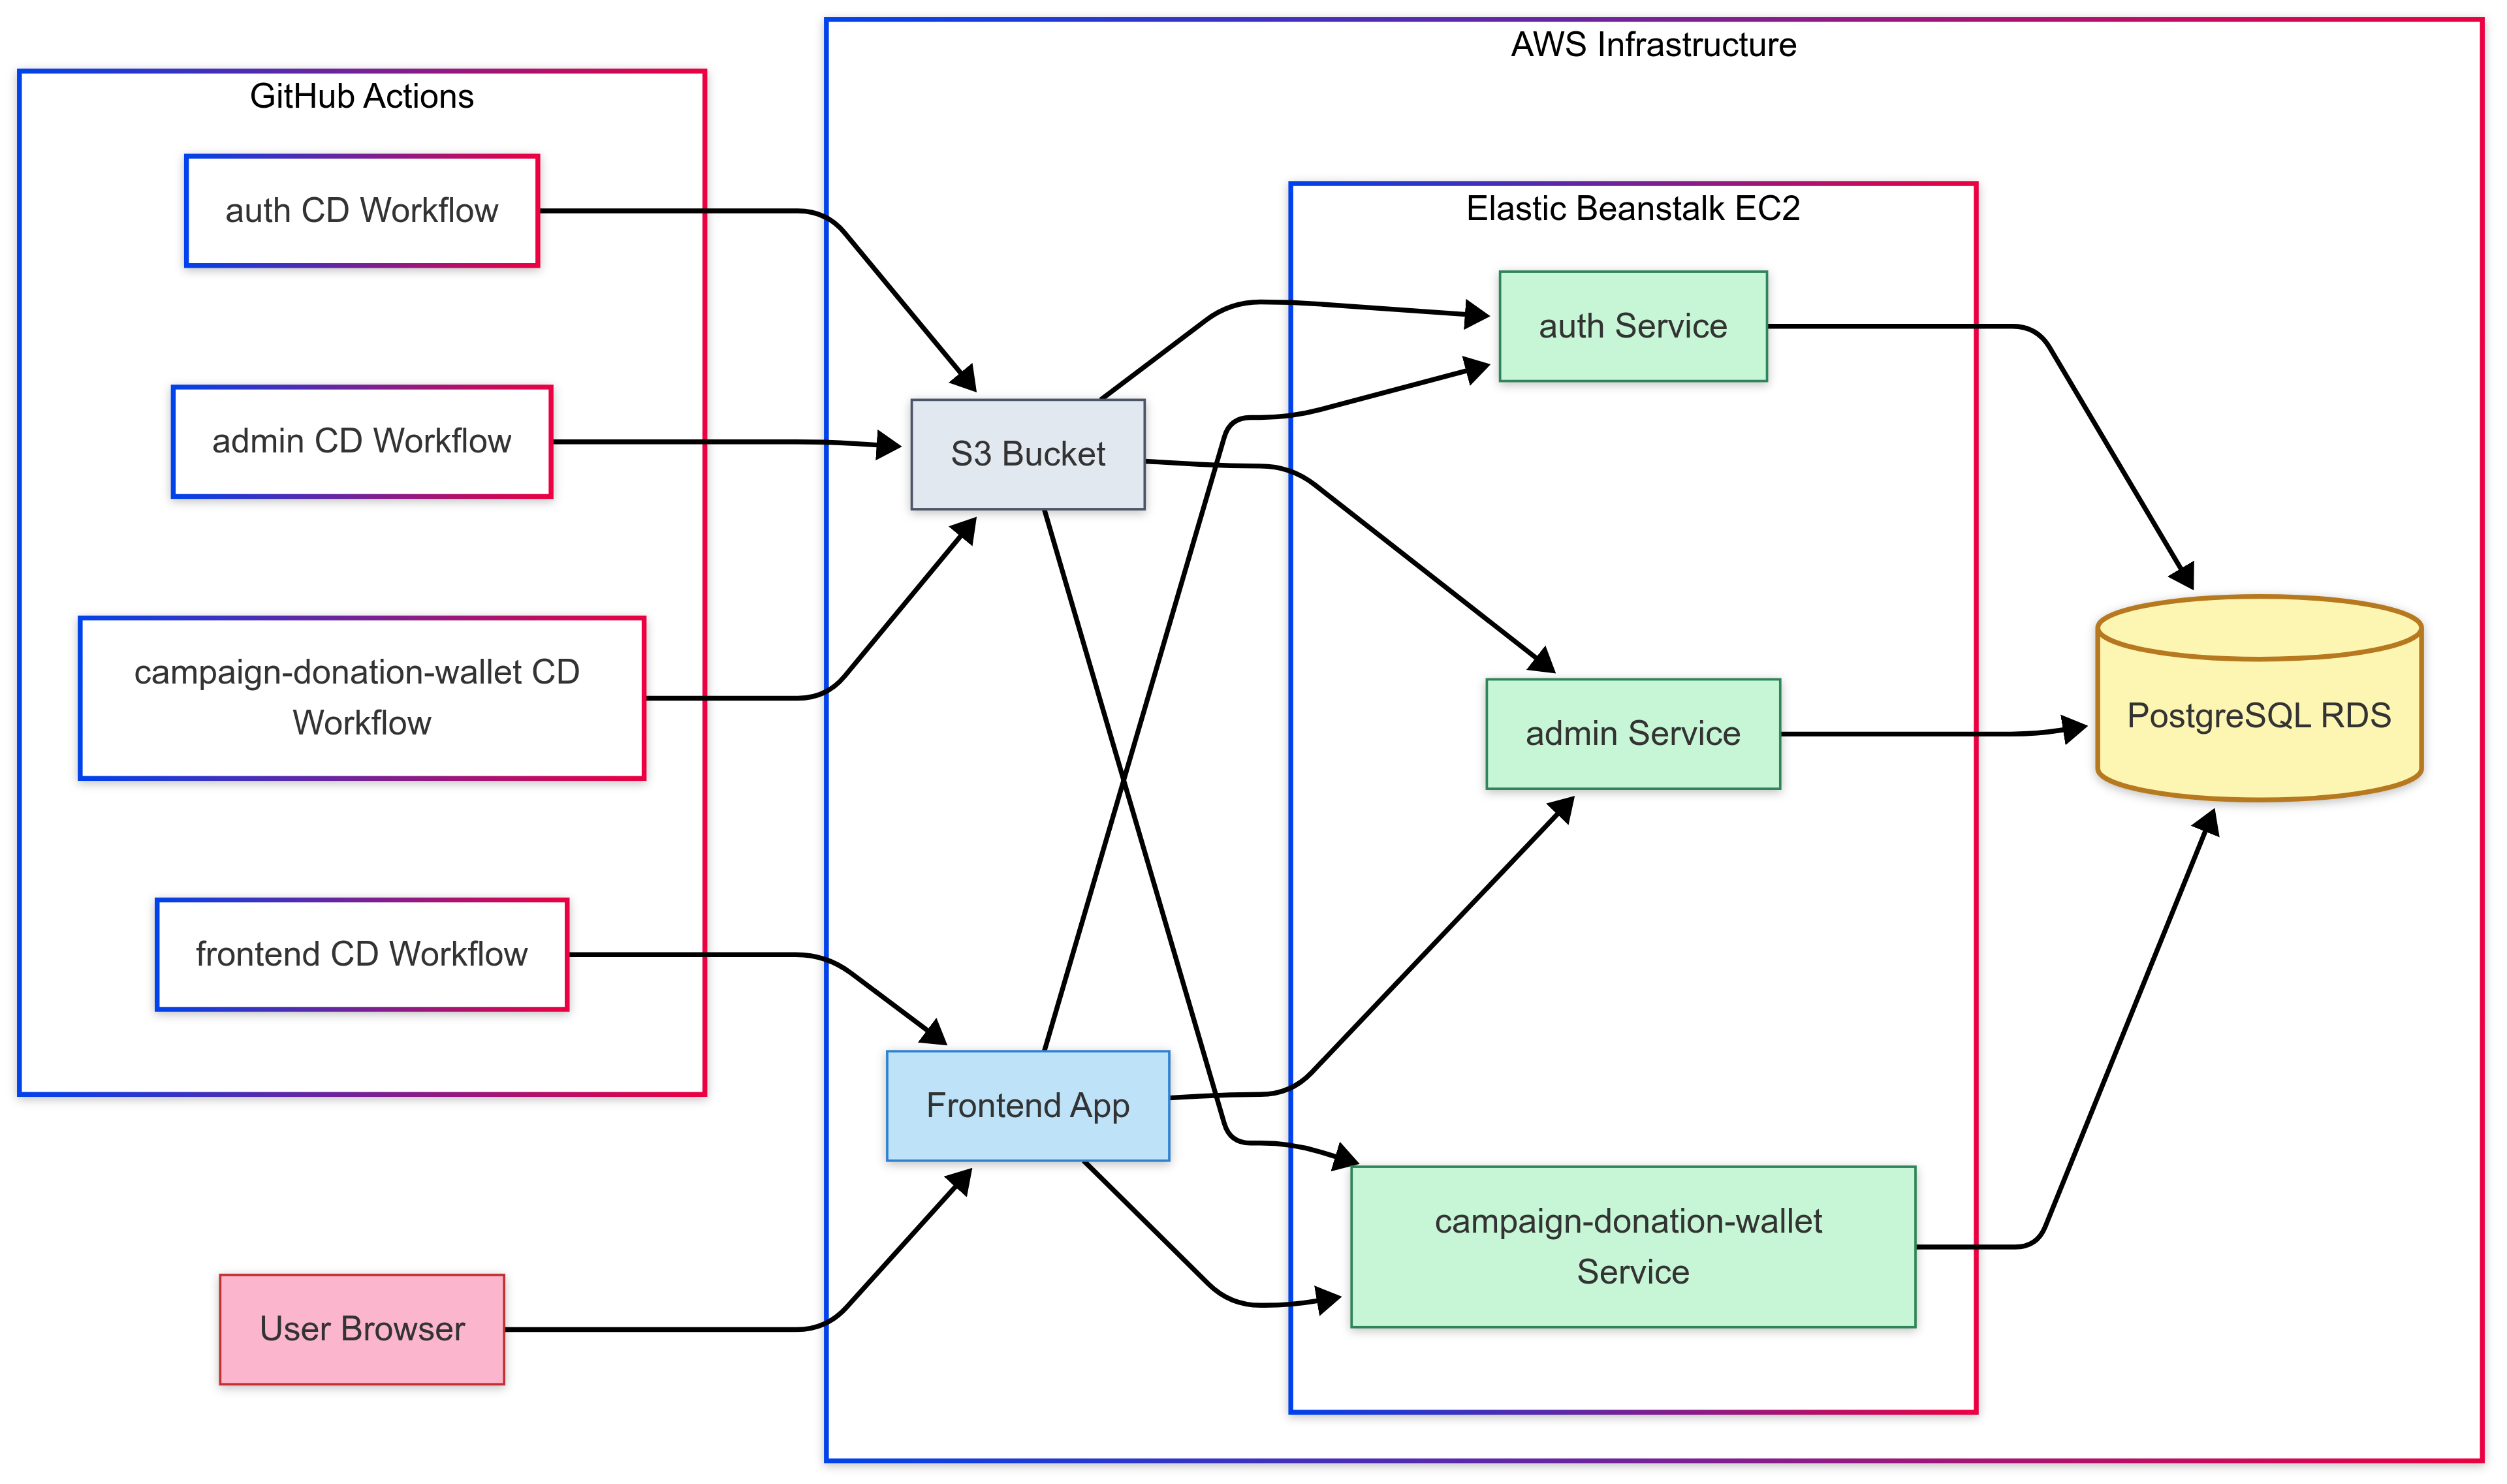 GitHub Actions
auth CD Workflow
admin CD Workflow
campaign-donation-wallet CD
Workflow
frontend CD Workflow
User Browser
AWS Infrastructure
S3 Bucket
Frontend App
Elastic Beanstalk EC2
auth Service
admin Service
campaign-donation-wallet
Service
PostgreSQL RDS